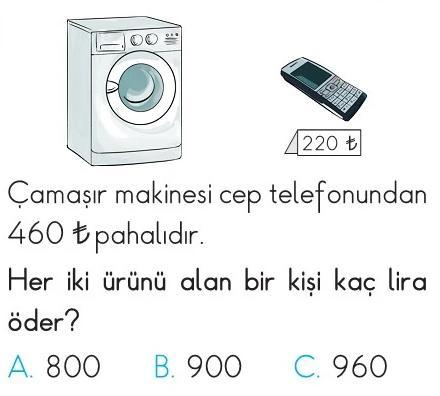 220 ₺
Çamaşır makinesi cep telefonundan
460 ₺ pahalıdır.
Her iki ürünü alan bir kişi kaç lira
öder?
A. 800 B. 900 C. 960